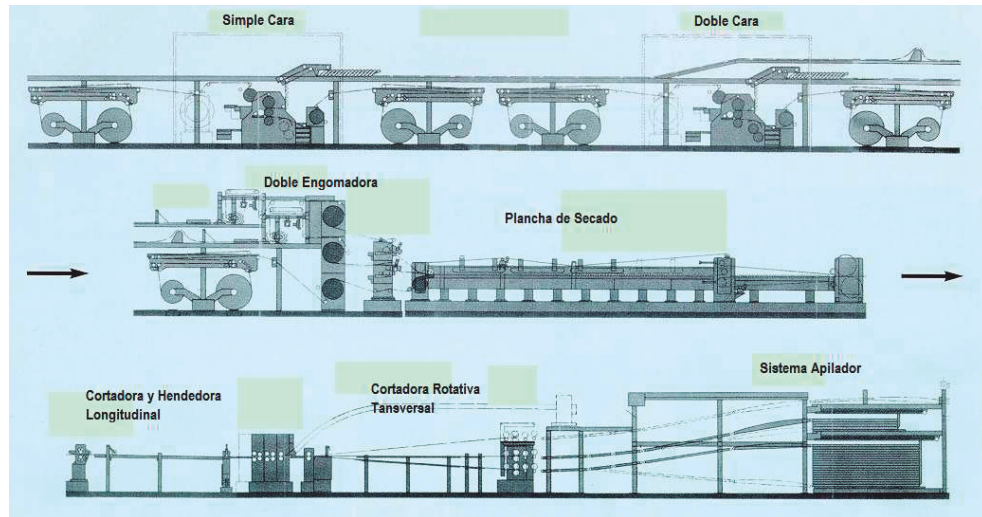 Simple Cara
Doble Cara
Doble Engomadora
Plancha de Secado
Sistema Apilador
Cortadora y Hendedora
Longitudinal
Cortadora Rotativa
Tansversal